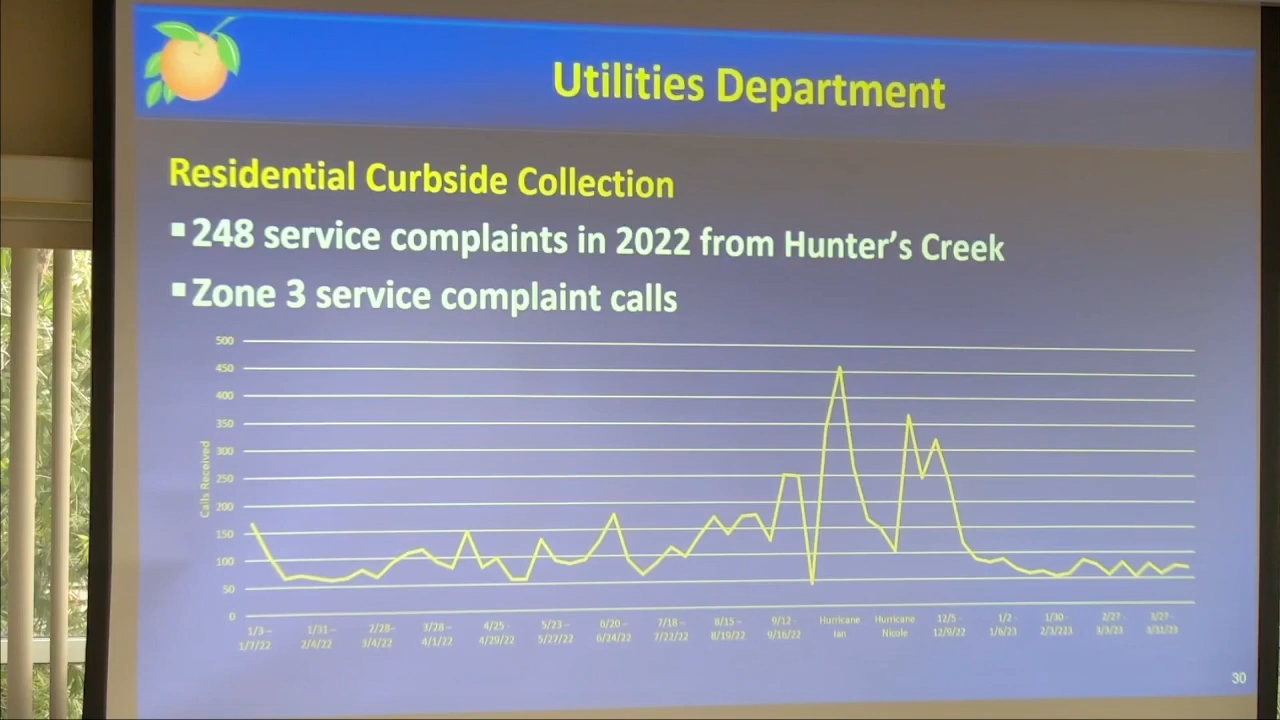 Utilities Department
Residential Curbside Collection
▪248 service complaints in 2022 from Hunter's Creek
▪Zone 3 service complaint calls
500
450
400
350
300
250
200
150
100
50
0
Calls Received
1/3 – 1/31 – 2/28- 3/28 – 4/25 - 5/23 – 6/20 – 7/18 - 8/15 – 9/12 - Hurricane Hurricane 12/5 - 1/2 - 1/30 - 2/27 - 3/27 -
1/7/22 2/4/22 3/4/22 4/1/22 4/29/22 5/27/22 6/24/22 7/22/22 8/19/22 9/16/22 Ian Nicole 12/9/22 1/6/23 2/3/223 3/3/23 3/31/23
30